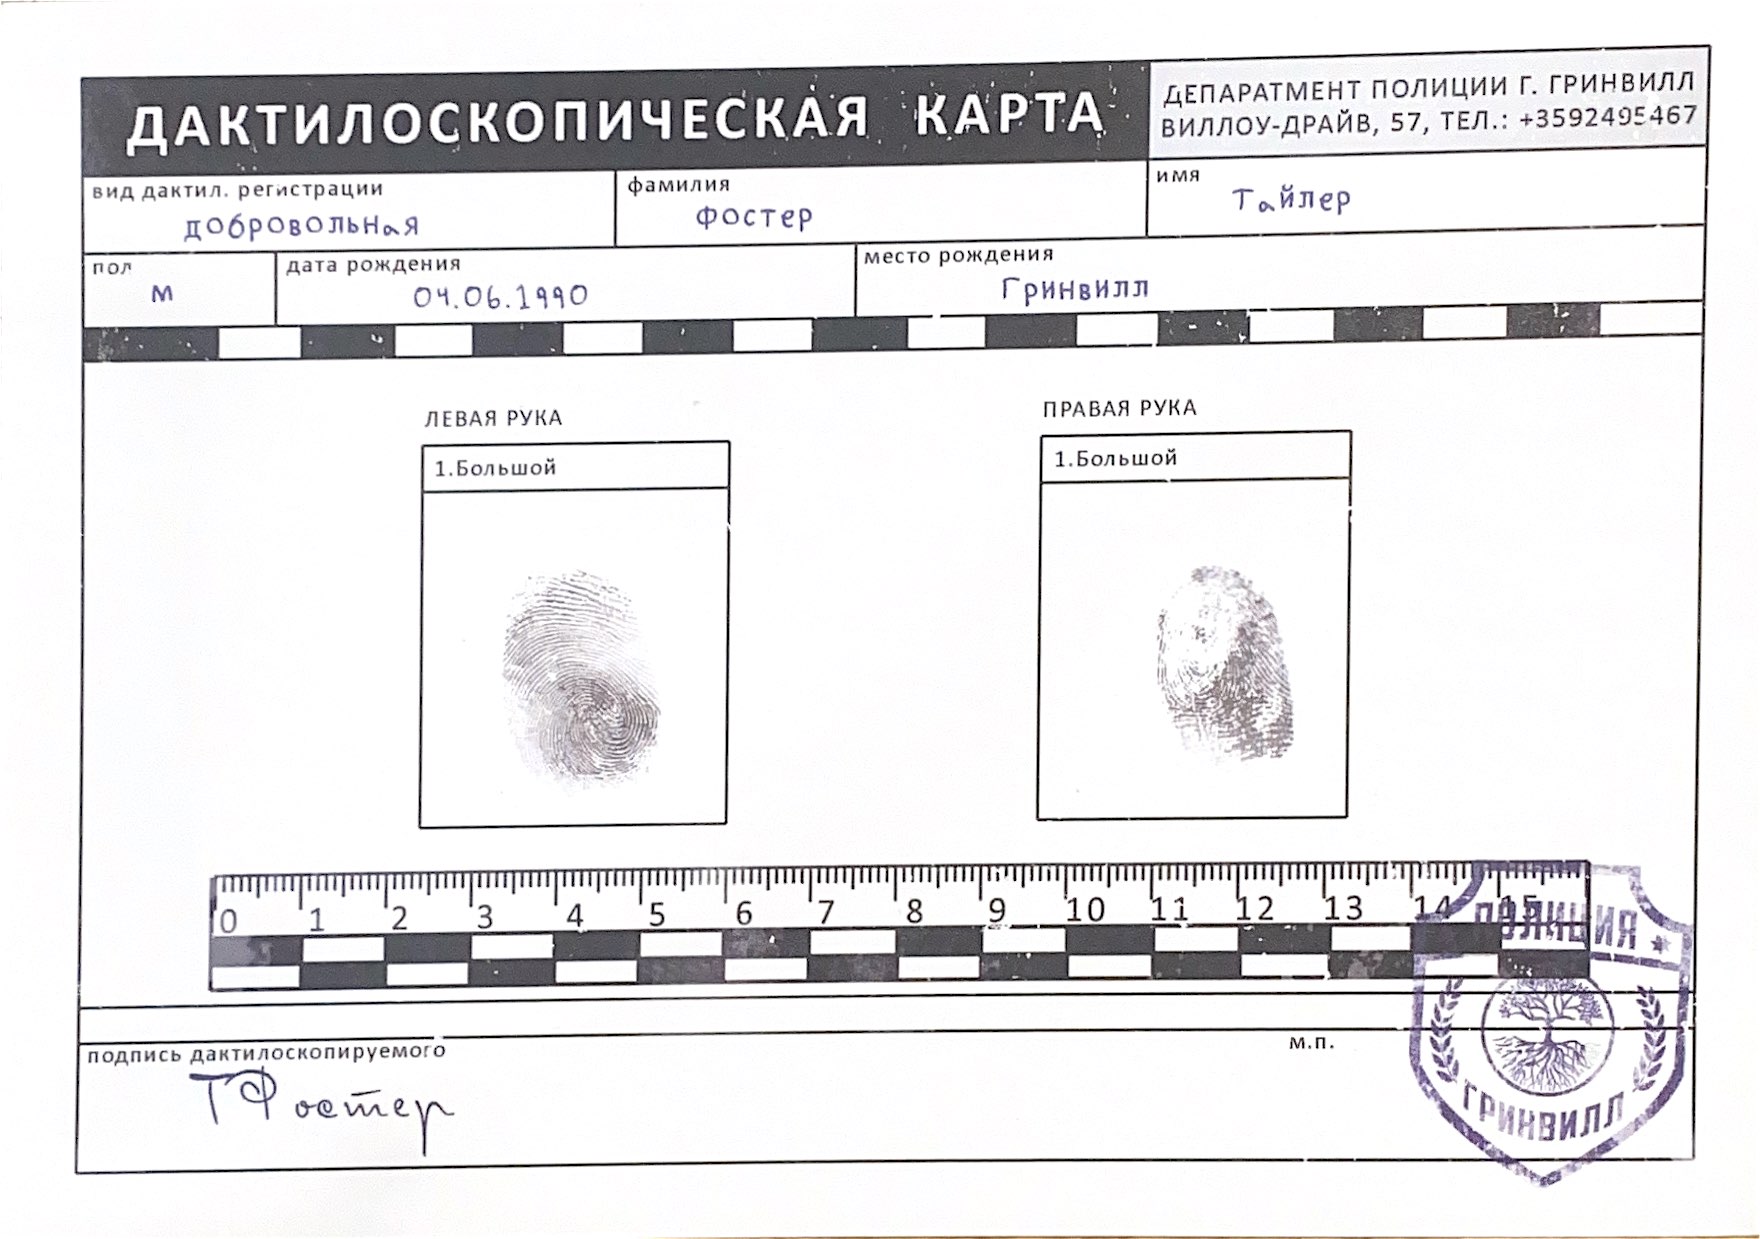 ДАКТИЛОСКОПИЧЕСКАЯ КАРТА
ДЕПАРАТМЕНТ ПОЛИЦИИ Г. ГРИНВИЛЛ
ВИЛЛОУ-ДРАЙВ, 57, ТЕЛ.: +3592495467
вид дактил. регистрации
добровольная
фамилия
Фостер
имя
Тайлер
пол
М
дата рождения
04.06.1990
место рождения
Гринвилл
ЛЕВАЯ РУКА
1.Большой
ПРАВАЯ РУКА
1.Большой
0 1 2 3 4 5 6 7 8 9 10 11 12 13 14 15
ПОЛИЦИЯ
ГРИНВИЛЛ
подпись дактилоскопируемого
ТФостер
м.п.